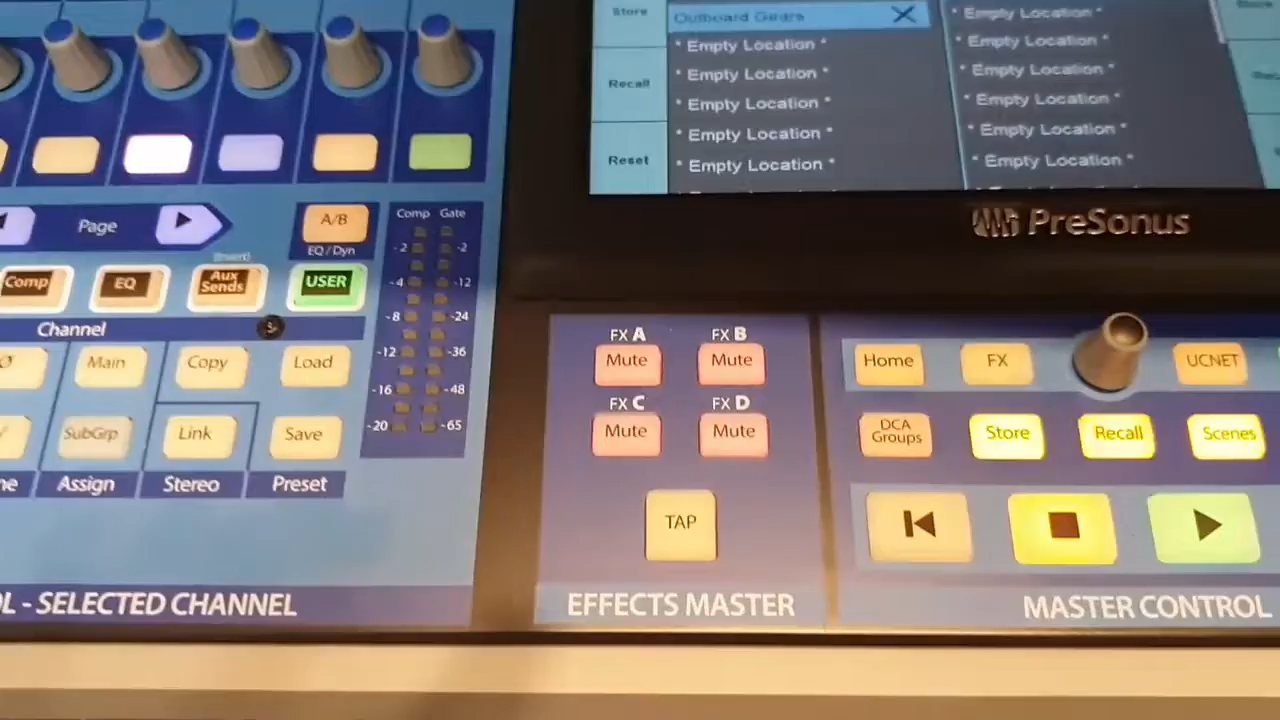 Store
Outboard Gears
* Empty Location *
* Empty Location *
* Empty Location *
* Empty Location *
* Empty Location *
Recall
Reset
* Empty Location *
* Empty Location *
* Empty Location *
* Empty Location *
* Empty Location *
* Empty Location *
PreSonus
Page
A/B
EQ / Dyn
Comp
EQ
(Insert)
Aux
Sends
USER
Channel
Ø
Main
Copy
Load
SubGrp
Link
Save
Assign
Stereo
Preset
Comp Gate
-2 -2
-4 -12
-8 -24
-12 -36
-16 -48
-20 -65
- SELECTED CHANNEL
FX A
Mute
FX B
Mute
FX C
Mute
FX D
Mute
TAP
EFFECTS MASTER
Home
FX
UCNET
DCA
Groups
Store
Recall
Scenes
MASTER CONTROL